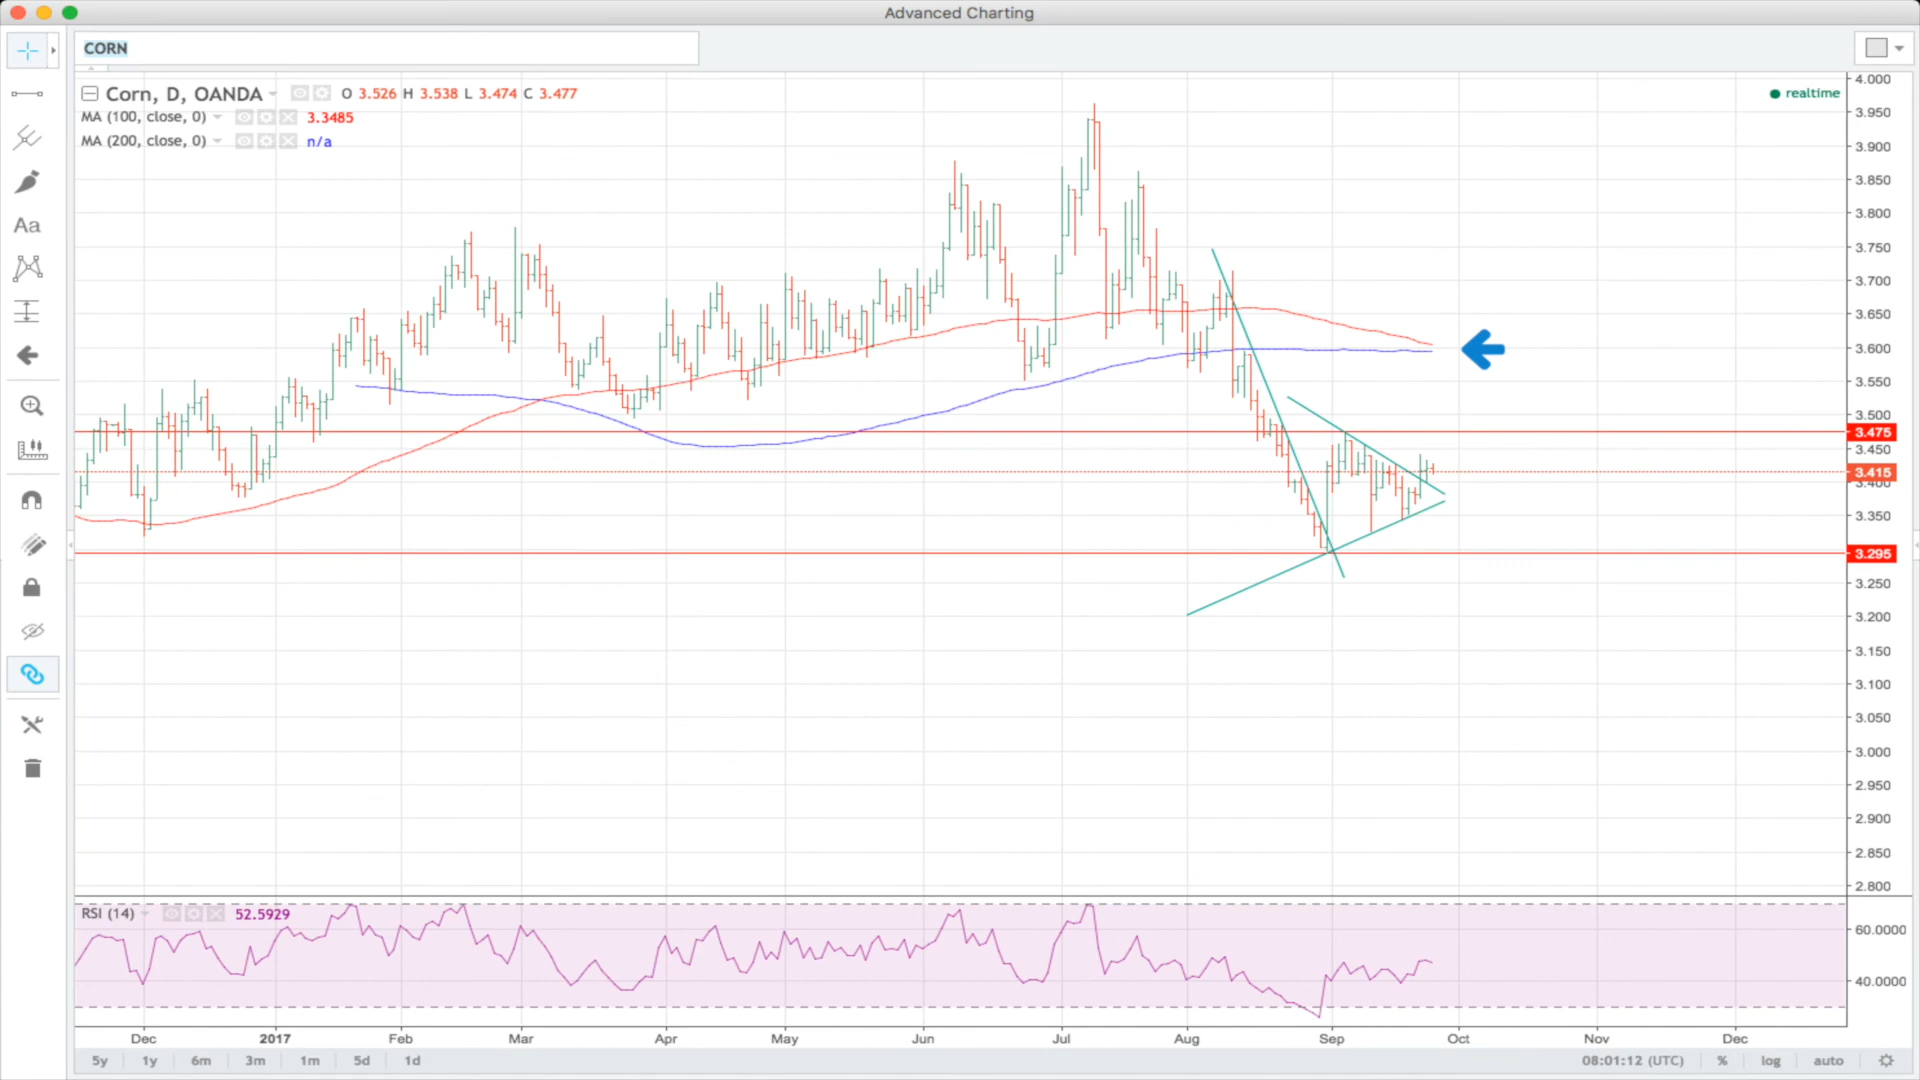 Advanced Charting
CORN
Corn, D, OANDA O 3.526 H 3.538 L 3.474 C 3.477
realtime
MA (100, close, 0) 3.3485
MA (200, close, 0) n/a
Aa
4.000
3.950
3.900
3.850
3.800
3.750
3.700
3.650
3.600
3.550
3.500
3.475
3.450
3.415
3.400
3.350
3.295
3.250
3.200
3.150
3.100
3.050
3.000
2.950
2.900
2.850
2.800
RSI (14) 52.5929
60.0000
40.0000
Dec 2017 Feb Mar Apr May Jun Jul Aug Sep Oct Nov Dec
5y 1y 6m 3m 1m 5d 1d 08:01:12 (UTC) % log auto